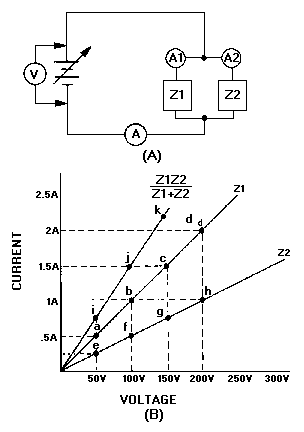 V
A1 A2
Z1 Z2
A
(A)
Z1Z2
Z1+Z2
Z1
Z2
2.5A
2A
1.5A
1A
.5A
CURRENT
k
j
i
d d
c
b
a
h
g
f
e
50V 100V 150V 200V 250V 300V
VOLTAGE
(B)